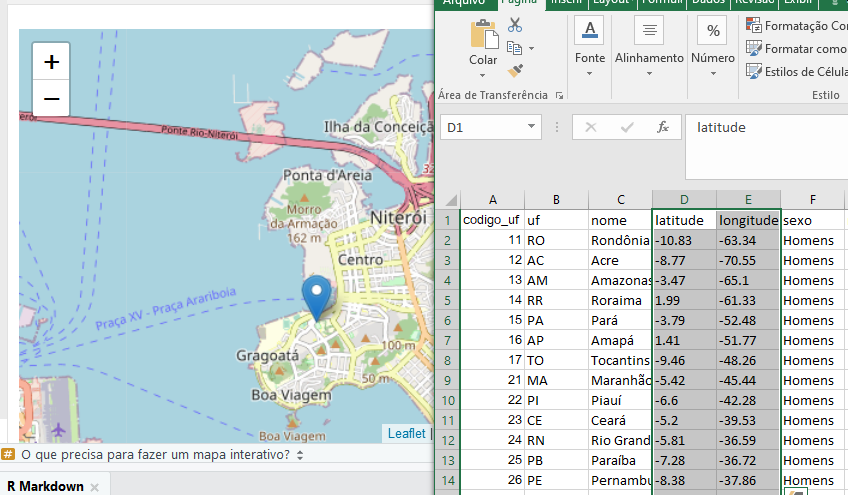 Arquivo
Página
Inserir
Layout
Fórmul
Dados
Revisão
Exibir
+
−
Ponte Rio-Niterói
Ilha da Conceiçã
Ponta d'Areia
Morro
da Armação
162 m
Niterói
Centro
Praça XV - Praça Arariboia
Gragoatá
Boa Viagem
100 m
50 m
Boa Viagem
Leaflet |
# O que precisa para fazer um mapa interativo?
R Markdown ×
Colar
Fonte
Alinhamento
Número
Formatação Co
Formatar como
Estilos de Célula
Área de Transferência
Estilo
D1
fx
latitude
A B C D E F
1 codigo_uf uf nome latitude longitude sexo
2 11 RO Rondônia -10.83 -63.34 Homens
3 12 AC Acre -8.77 -70.55 Homens
4 13 AM Amazonas -3.47 -65.1 Homens
5 14 RR Roraima 1.99 -61.33 Homens
6 15 PA Pará -3.79 -52.48 Homens
7 16 AP Amapá 1.41 -51.77 Homens
8 17 TO Tocantins -9.46 -48.26 Homens
9 21 MA Maranhão -5.42 -45.44 Homens
10 22 PI Piauí -6.6 -42.28 Homens
11 23 CE Ceará -5.2 -39.53 Homens
12 24 RN Rio Grand -5.81 -36.59 Homens
13 25 PB Paraíba -7.28 -36.72 Homens
14 26 PE Pernambu -8.38 -37.86 Homens